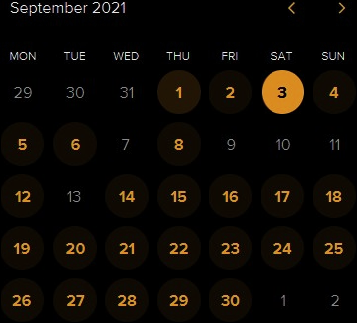 September 2021
MON TUE WED THU FRI SAT SUN
29 30 31 1 2 3 4
5 6 7 8 9 10 11
12 13 14 15 16 17 18
19 20 21 22 23 24 25
26 27 28 29 30 1 2